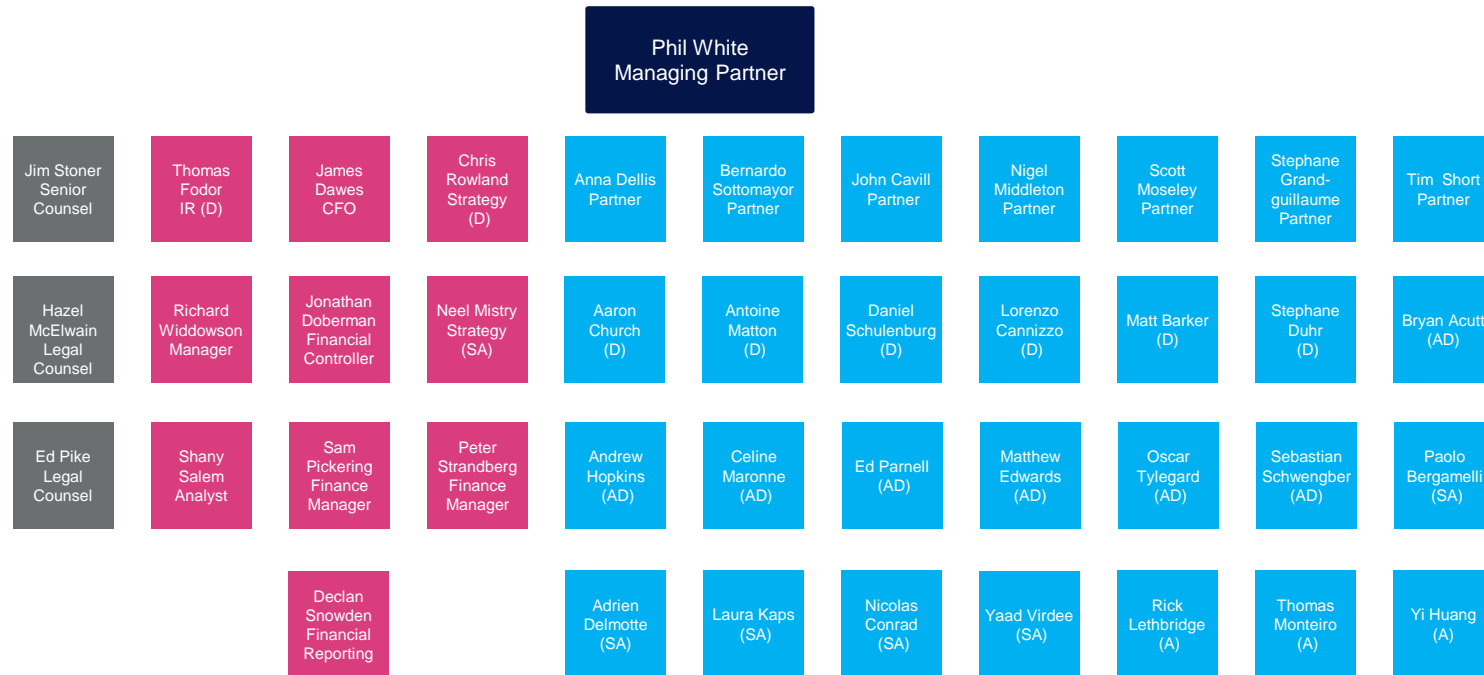 Phil White
Managing Partner
Jim Stoner
Senior
Counsel
Thomas
Fodor
IR (D)
James
Dawes
CFO
Chris
Rowland
Strategy
(D)
Anna Dellis
Partner
Bernardo
Sottomayor
Partner
John Cavill
Partner
Nigel
Middleton
Partner
Scott
Moseley
Partner
Stephane
Grand-
guillaume
Partner
Tim Short
Partner
Hazel
McElwain
Legal
Counsel
Richard
Widdowson
Manager
Jonathan
Doberman
Financial
Controller
Neel Mistry
Strategy
(SA)
Aaron
Church
(D)
Antoine
Matton
(D)
Daniel
Schulenburg
(D)
Lorenzo
Cannizzo
(D)
Matt Barker
(D)
Stephane
Duhr
(D)
Bryan Acutt
(AD)
Ed Pike
Legal
Counsel
Shany
Salem
Analyst
Sam
Pickering
Finance
Manager
Peter
Strandberg
Finance
Manager
Andrew
Hopkins
(AD)
Celine
Maronne
(AD)
Ed Parnell
(AD)
Matthew
Edwards
(AD)
Oscar
Tylegard
(AD)
Sebastian
Schwengber
(AD)
Paolo
Bergamelli
(SA)
Declan
Snowden
Financial
Reporting
Adrien
Delmotte
(SA)
Laura Kaps
(SA)
Nicolas
Conrad
(SA)
Yaad Virdee
(SA)
Rick
Lethbridge
(A)
Thomas
Monteiro
(A)
Yi Huang
(A)